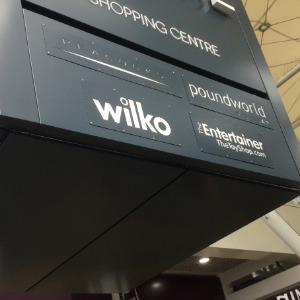 SHOPPING CENTRE
poundworld
wilko
THE Entertainer
TheToyShop.com